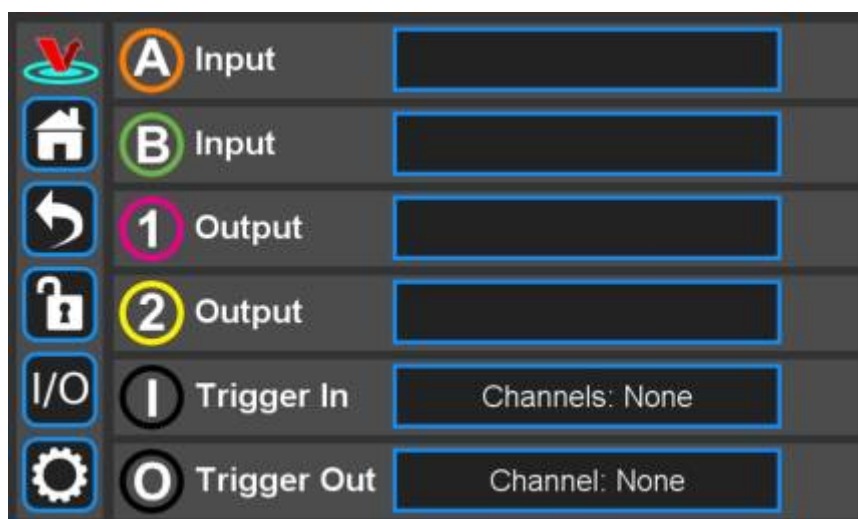 A Input
B Input
1 Output
2 Output
I/O
I Trigger In Channels: None
O Trigger Out Channel: None